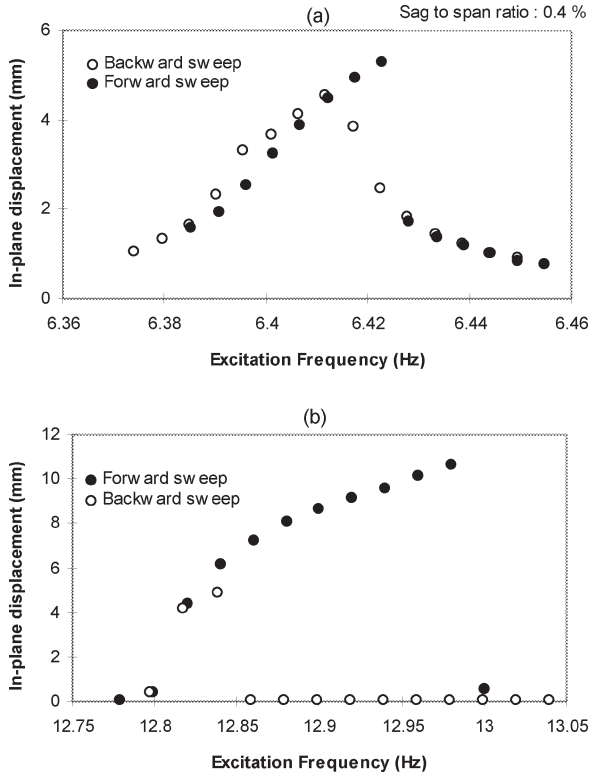 (a)
Sag to span ratio : 0.4 %
In-plane displacement (mm)
6
4
2
0
Backward sweep
Forward sweep
6.36 6.38 6.4 6.42 6.44 6.46
Excitation Frequency (Hz)
(b)
In-plane displacement (mm)
12
10
8
6
4
2
0
Forward sweep
Backward sweep
12.75 12.8 12.85 12.9 12.95 13 13.05
Excitation Frequency (Hz)